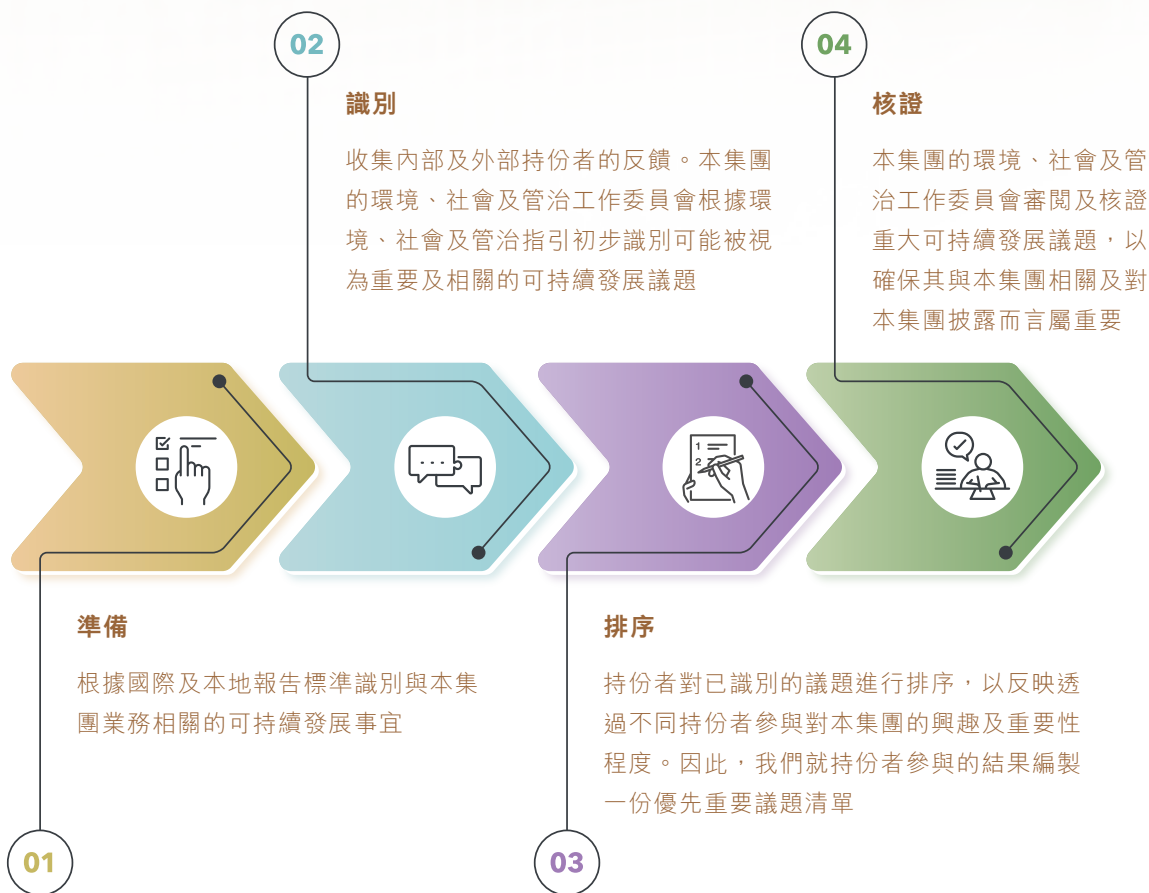 01
準備
根據國際及本地報告標準識別與本集
團業務相關的可持續發展事宜
02
識別
收集內部及外部持份者的反饋。本集團
的環境、社會及管治工作委員會根據環
境、社會及管治指引初步識別可能被視
為重要及相關的可持續發展議題
03
排序
持份者對已識別的議題進行排序，以反映透
過不同持份者參與對本集團的興趣及重要性
程度。因此，我們就持份者參與的結果編製
一份優先重要議題清單
04
核證
本集團的環境、社會及管
治工作委員會審閱及核證
重大可持續發展議題，以
確保其與本集團相關及對
本集團披露而言屬重要
1
2